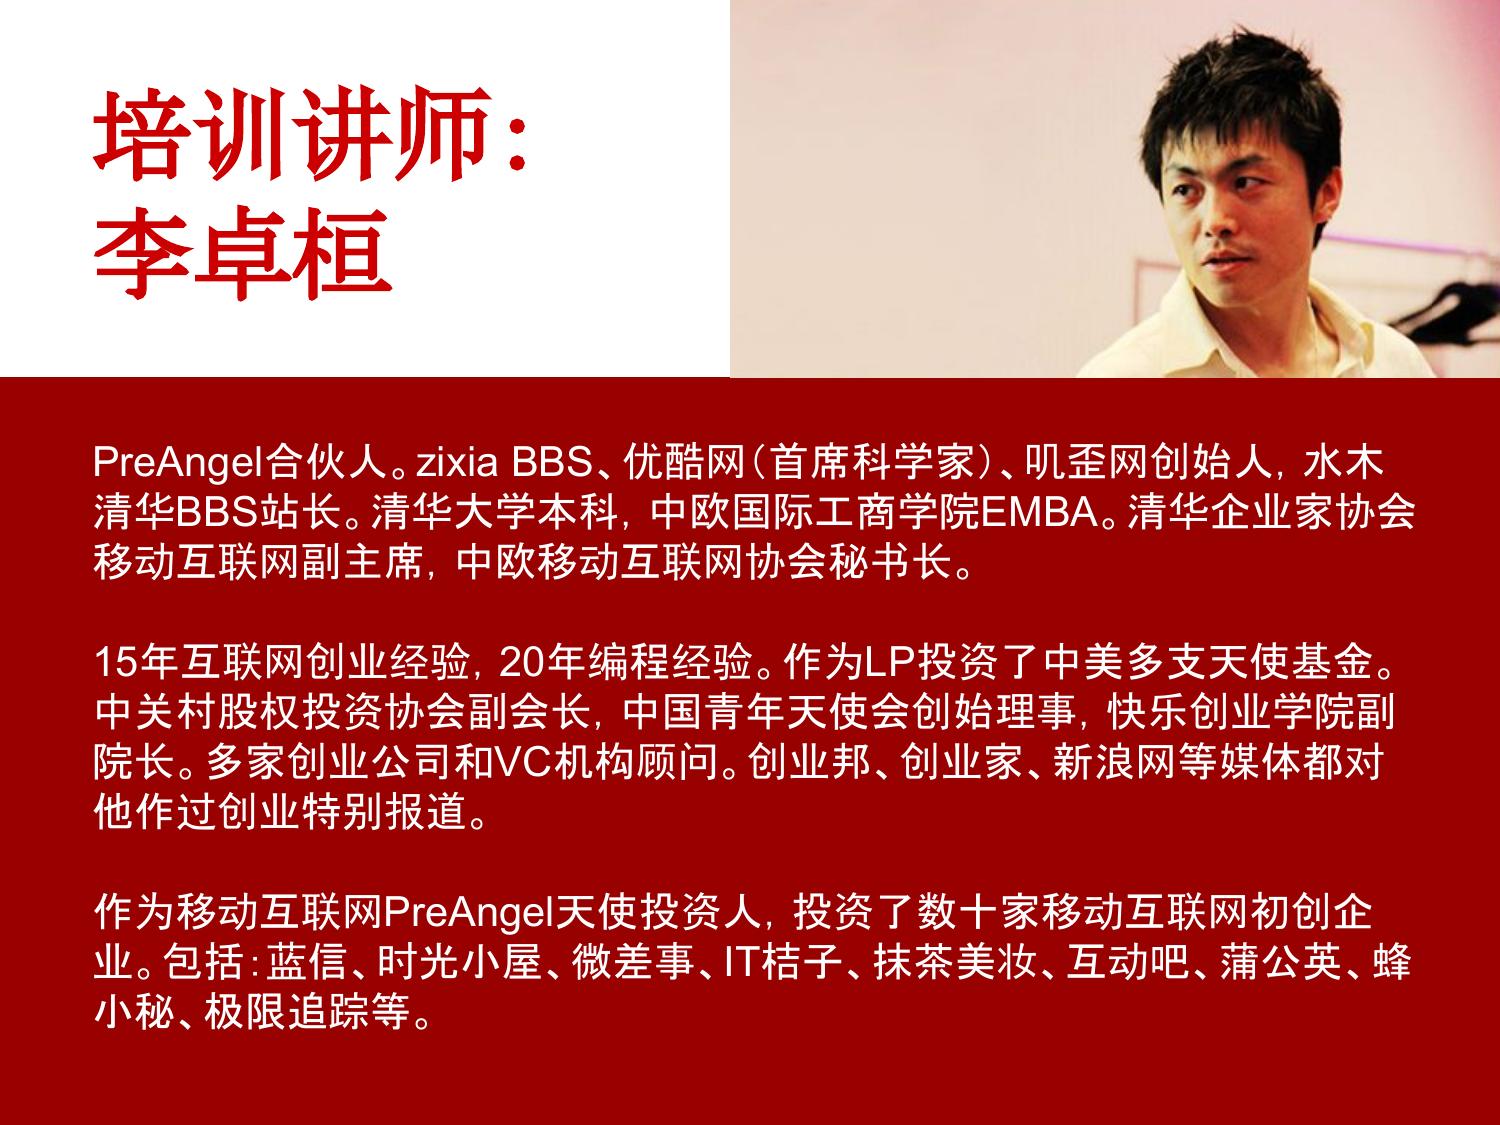 培训讲师：
李卓桓
PreAngel合伙人。zixia BBS、优酷网（首席科学家）、叽歪网创始人，水木
清华BBS站长。清华大学本科，中欧国际工商学院EMBA。清华企业家协会
移动互联网副主席，中欧移动互联网协会秘书长。
15年互联网创业经验，20年编程经验。作为LP投资了中美多支天使基金。
中关村股权投资协会副会长，中国青年天使会创始理事，快乐创业学院副
院长。多家创业公司和VC机构顾问。创业邦、创业家、新浪网等媒体都对
他作过创业特别报道。
作为移动互联网PreAngel天使投资人，投资了数十家移动互联网初创企
业。包括：蓝信、时光小屋、微差事、IT桔子、抹茶美妆、互动吧、蒲公英、蜂
小秘、极限追踪等。